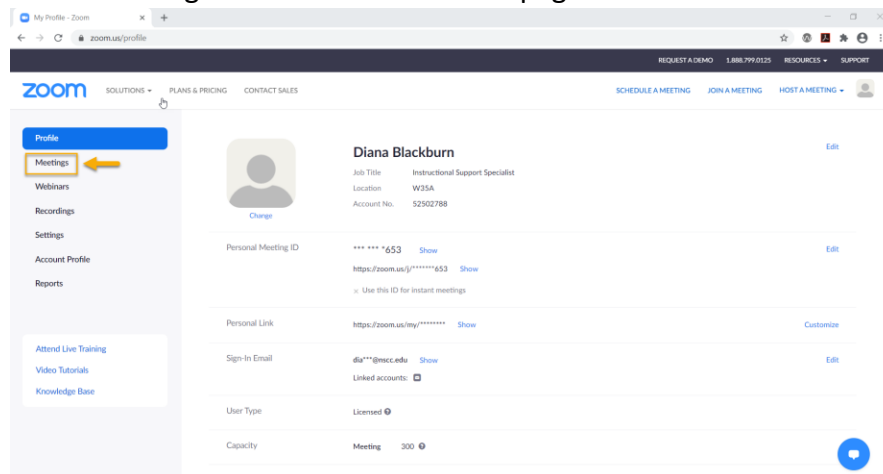 My Profile - Zoom
zoom.us/profile
REQUEST A DEMO 1.888.799.0125 RESOURCES SUPPORT
zoom SOLUTIONS PLANS & PRICING CONTACT SALES SCHEDULE A MEETING JOIN A MEETING HOST A MEETING
Profile
Meetings
Webinars
Recordings
Settings
Account Profile
Reports
Attend Live Training
Video Tutorials
Knowledge Base
Change
Diana Blackburn Edit
Job Title Instructional Support Specialist
Location W35A
Account No. 52502788
Personal Meeting ID *** *** *653 Show Edit
https://zoom.us/j/*******653 Show
Use this ID for instant meetings
Personal Link https://zoom.us/my/******** Show Customize
Sign-In Email dia***@nscc.edu Show Edit
Linked accounts:
User Type Licensed
Capacity Meeting 300